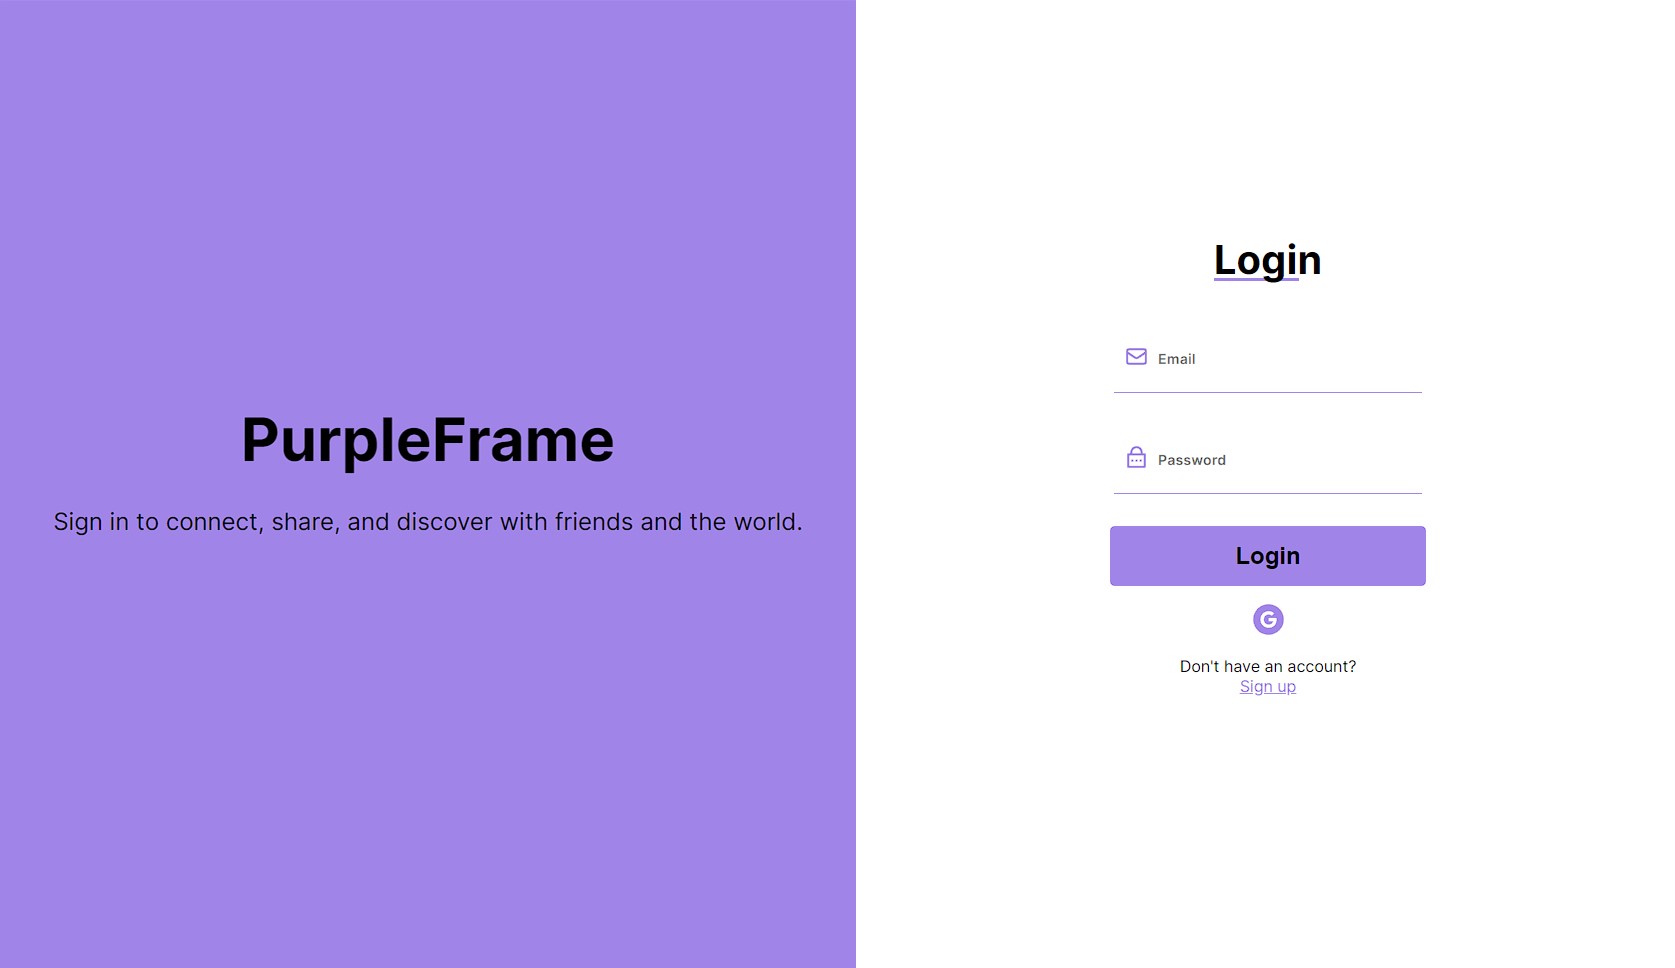 PurpleFrame
Sign in to connect, share, and discover with friends and the world.
Login
Email
Password
Login
G
Don't have an account?
Sign up